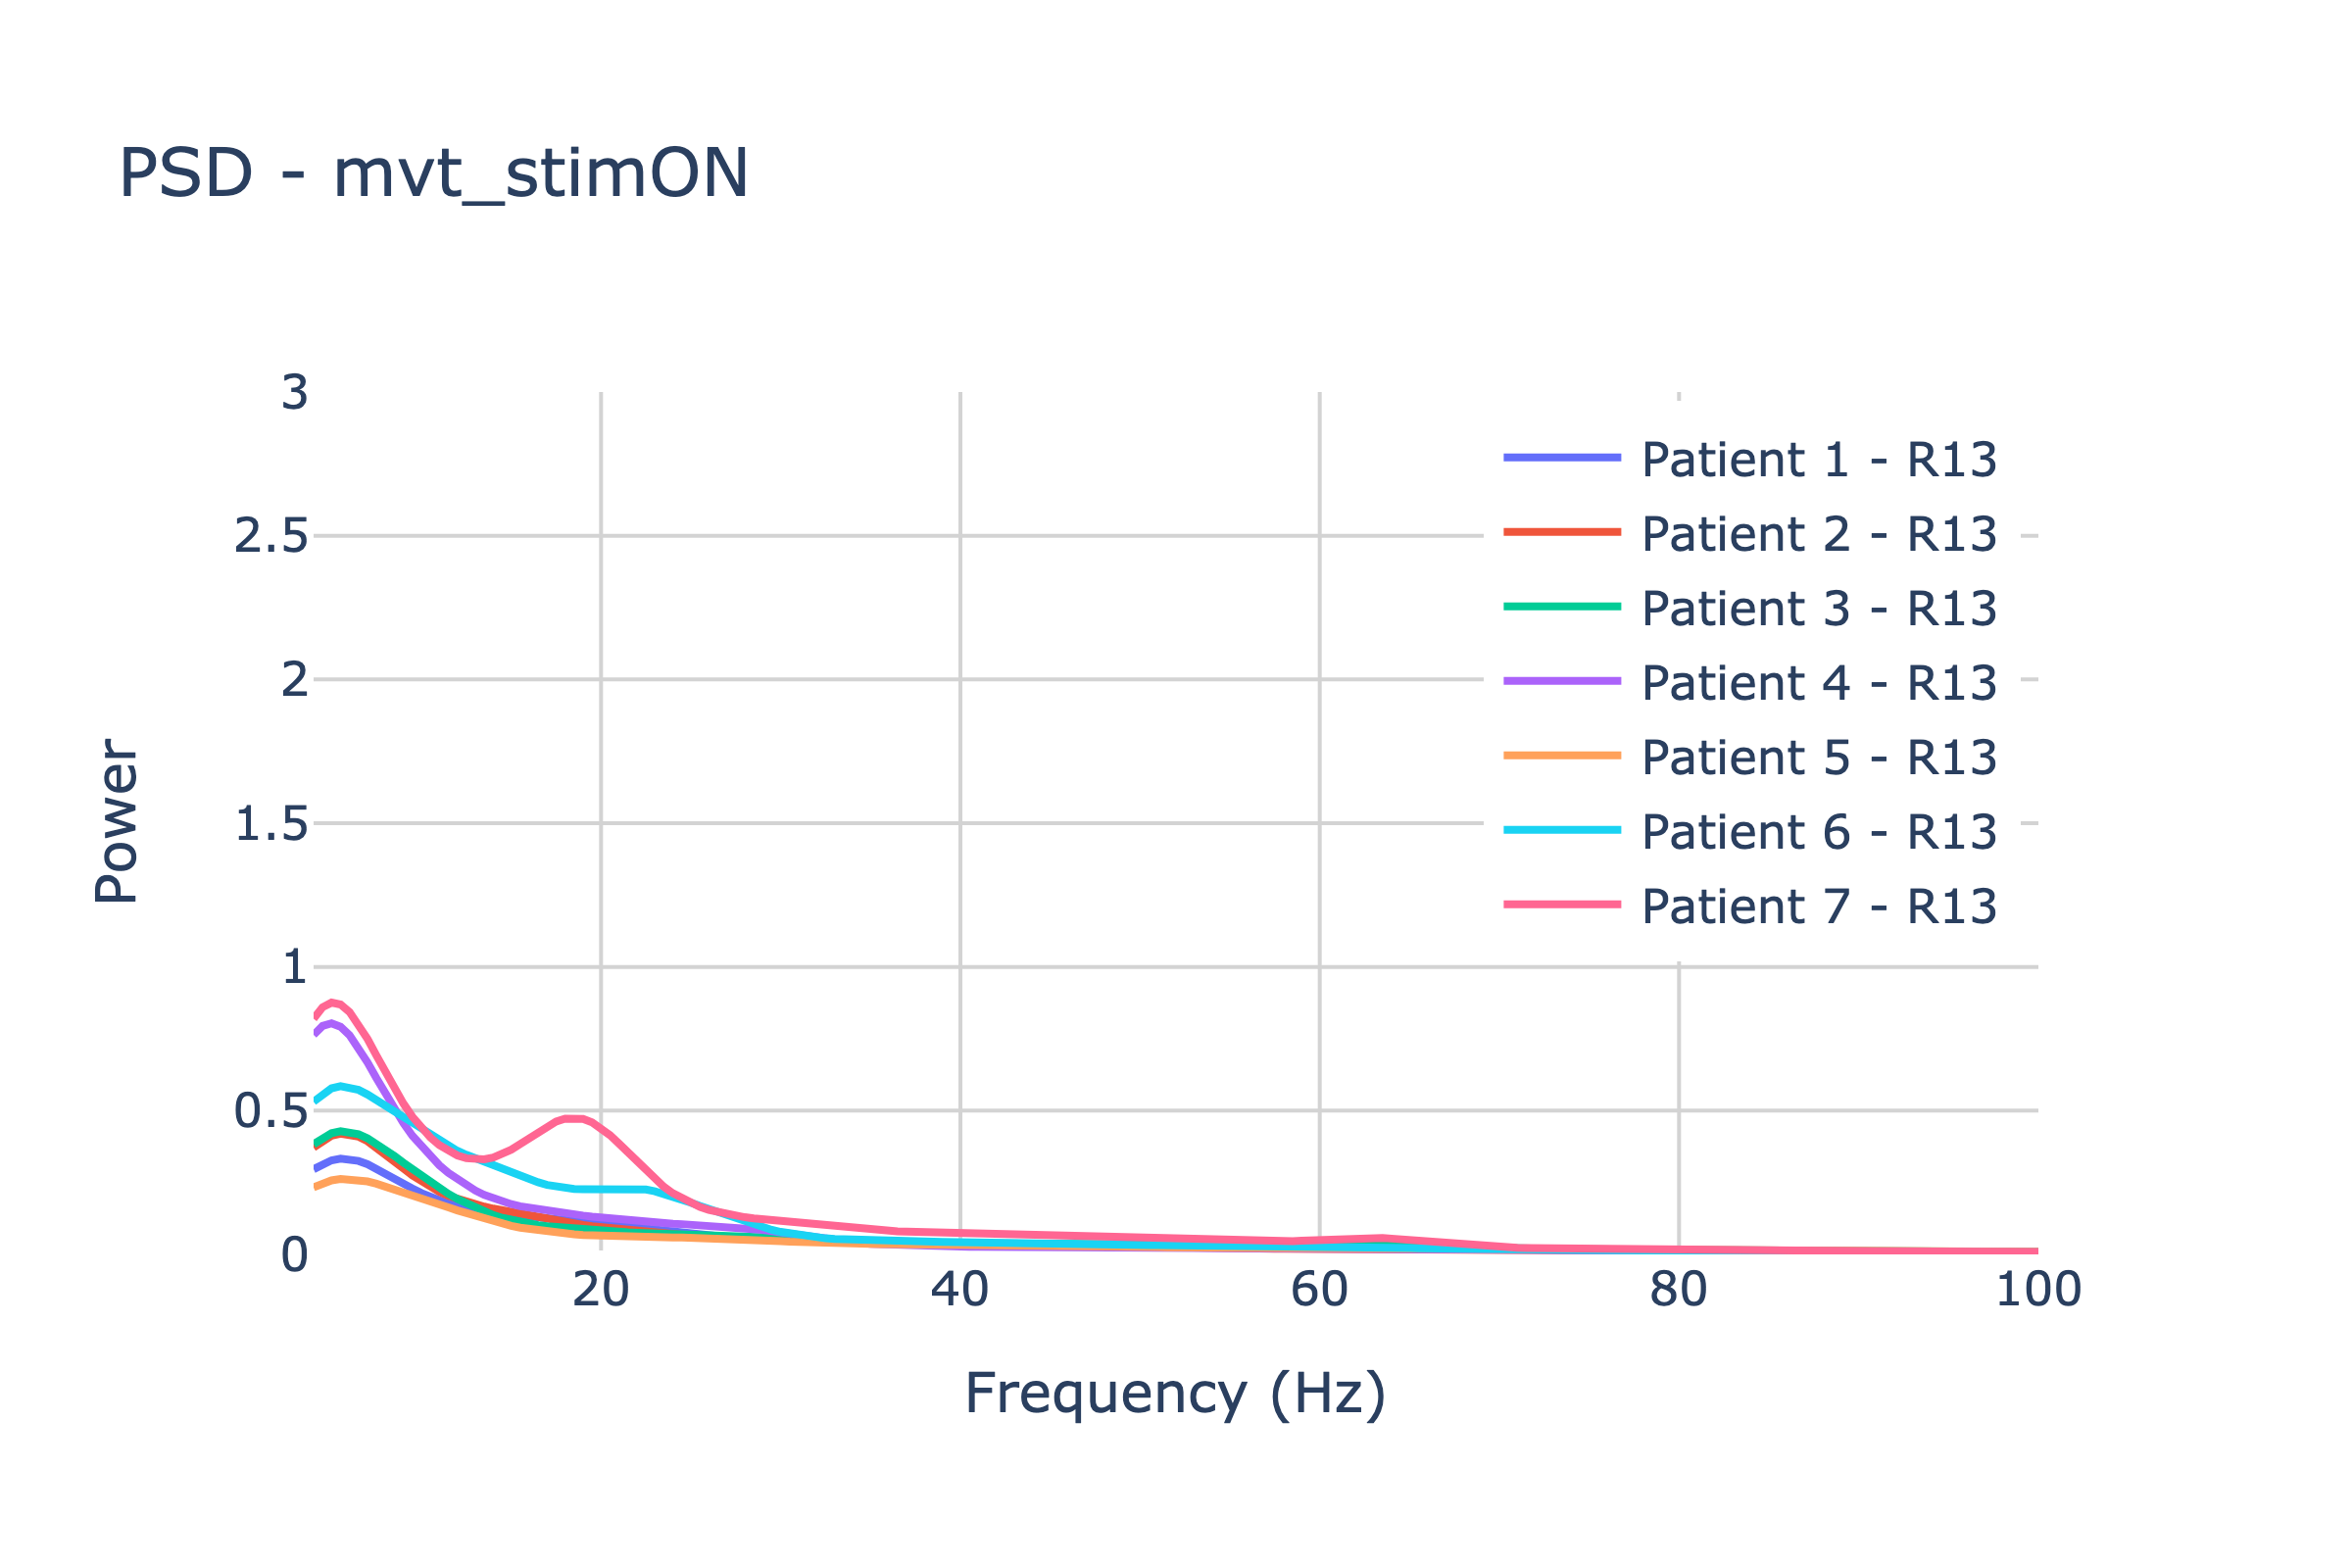 PSD - mvt_stimON
3
2.5
2
1.5
1
0.5
0
Power
20 40 60 80 100
Frequency (Hz)
Patient 1 - R13
Patient 2 - R13
Patient 3 - R13
Patient 4 - R13
Patient 5 - R13
Patient 6 - R13
Patient 7 - R13